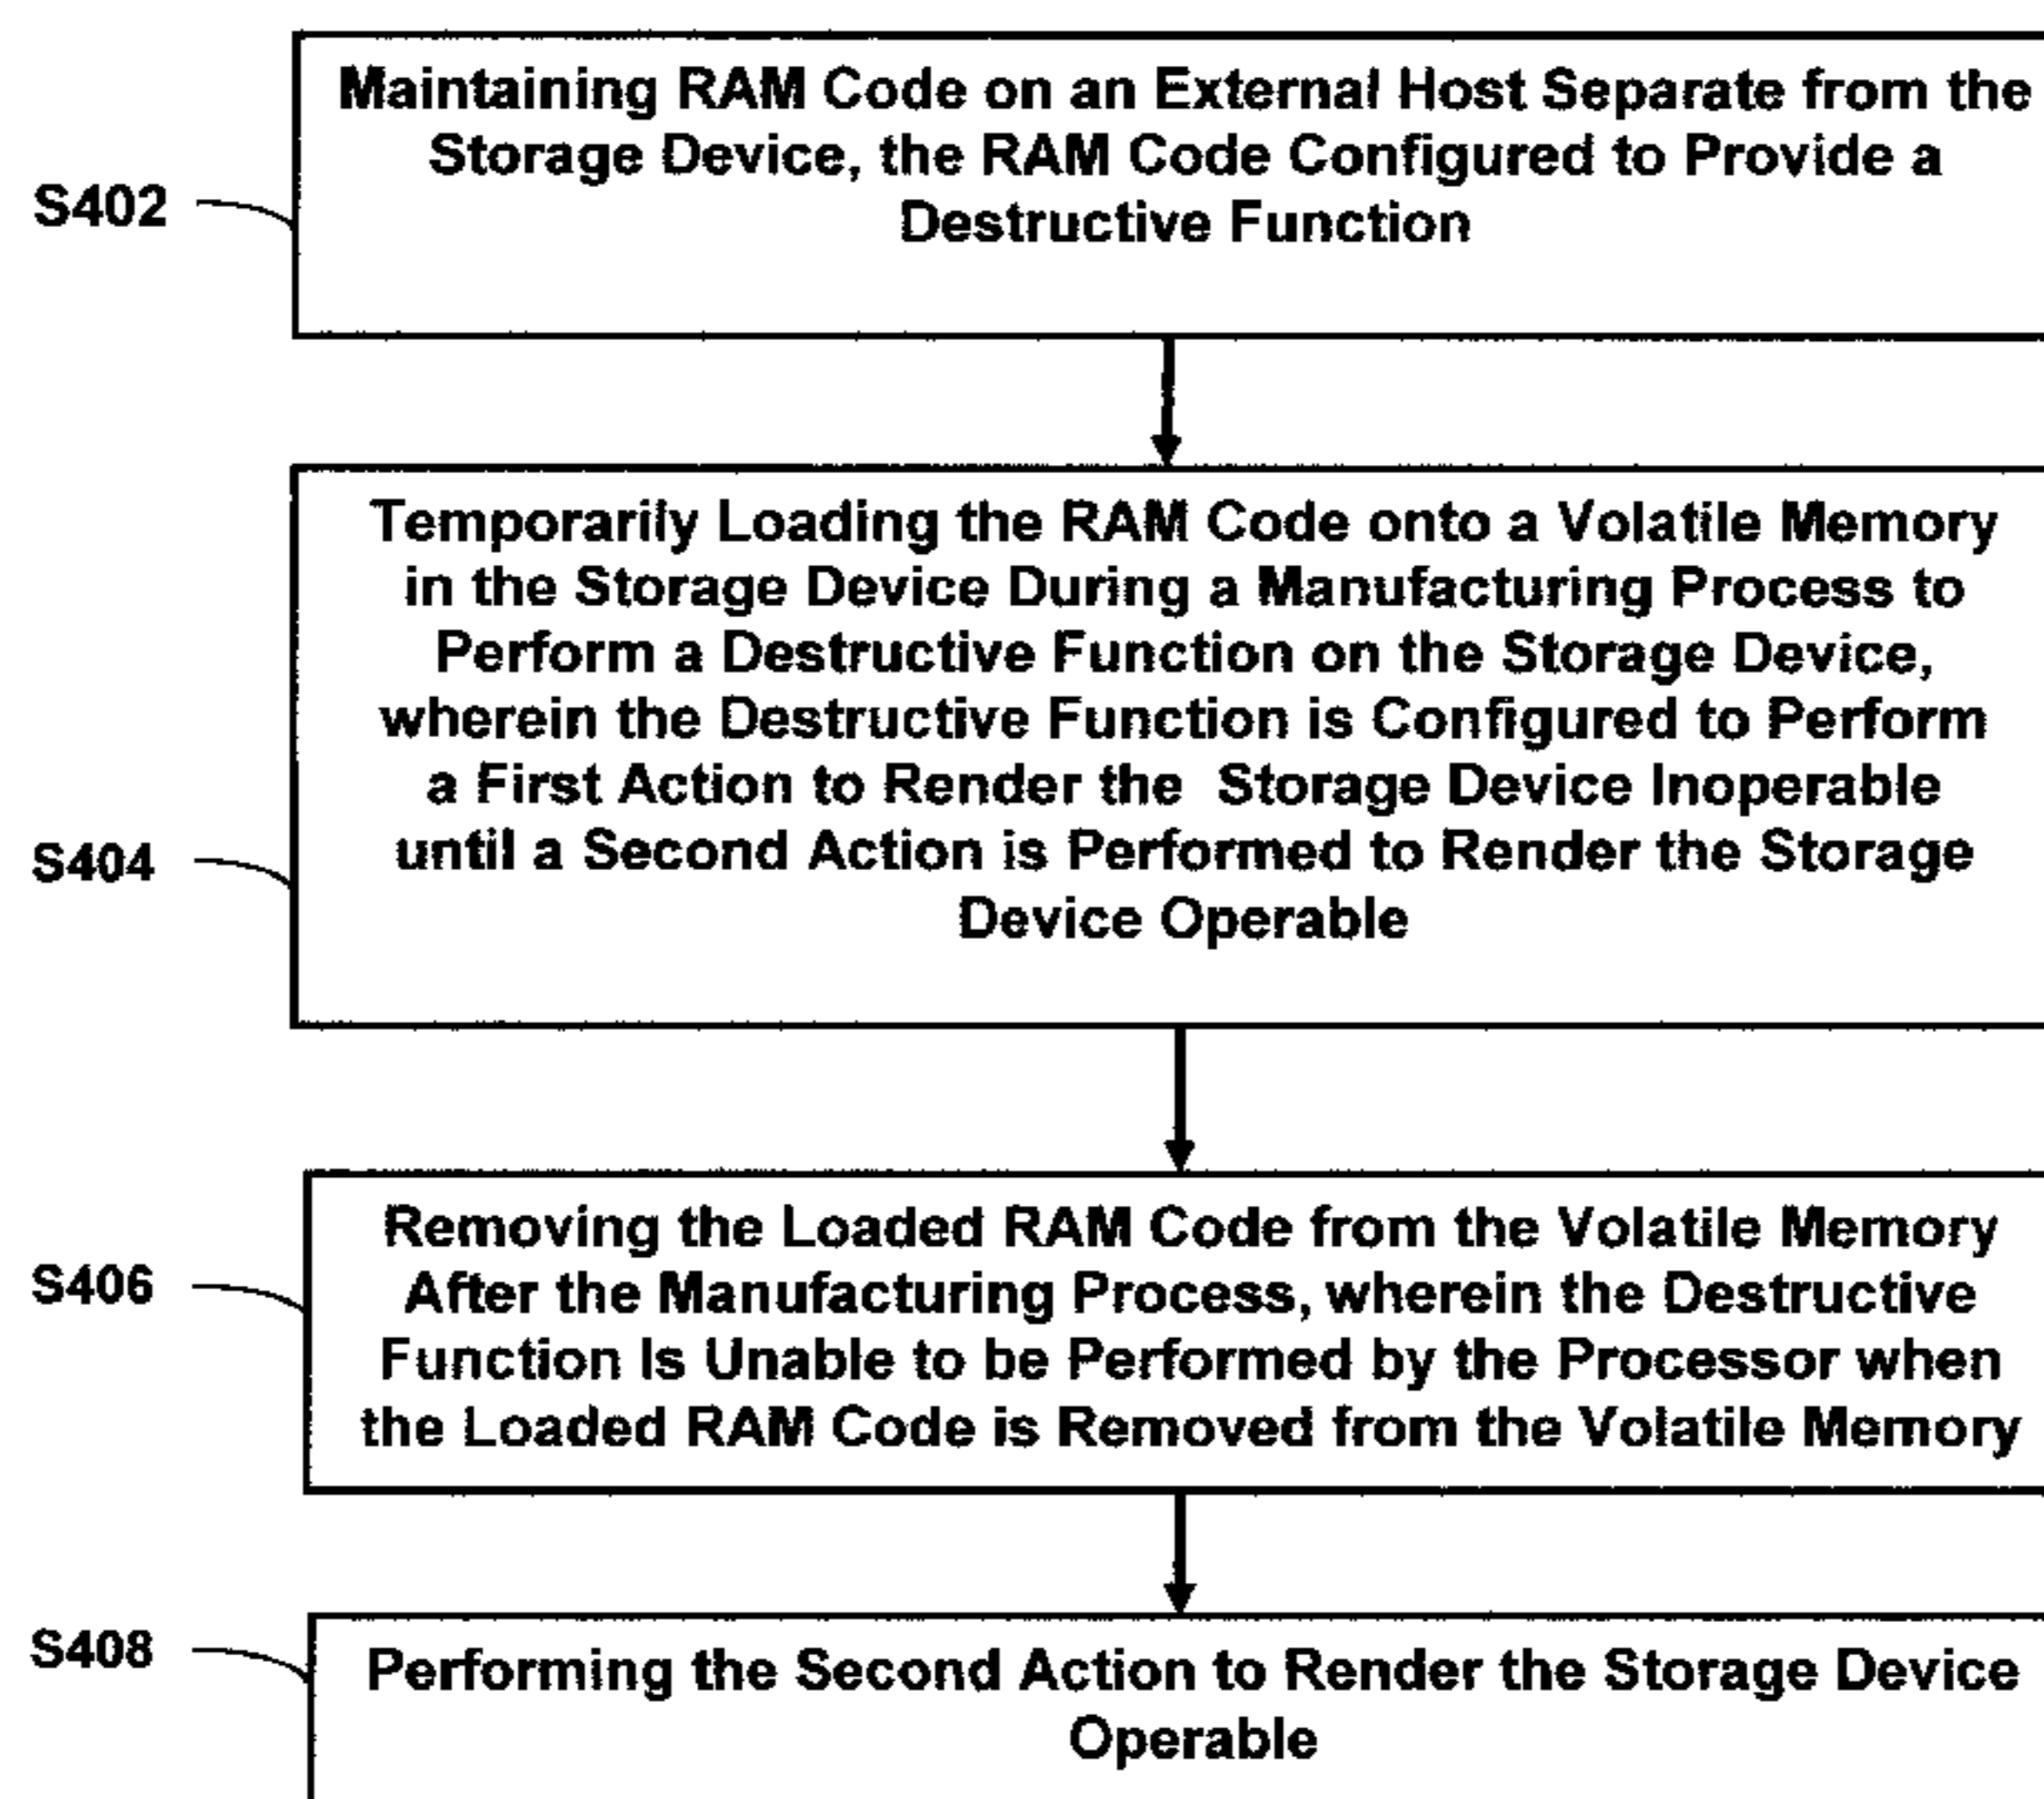 Maintaining RAM Code on an External Host Separate from the
Storage Device, the RAM Code Configured to Provide a
Destructive Function
S402
Temporarily Loading the RAM Code onto a Volatile Memory
in the Storage Device During a Manufacturing Process to
Perform a Destructive Function on the Storage Device,
wherein the Destructive Function is Configured to Perform
a First Action to Render the Storage Device Inoperable
until a Second Action is Performed to Render the Storage
Device Operable
S404
Removing the Loaded RAM Code from the Volatile Memory
After the Manufacturing Process, wherein the Destructive
Function Is Unable to be Performed by the Processor when
the Loaded RAM Code is Removed from the Volatile Memory
S406
Performing the Second Action to Render the Storage Device
Operable
S408